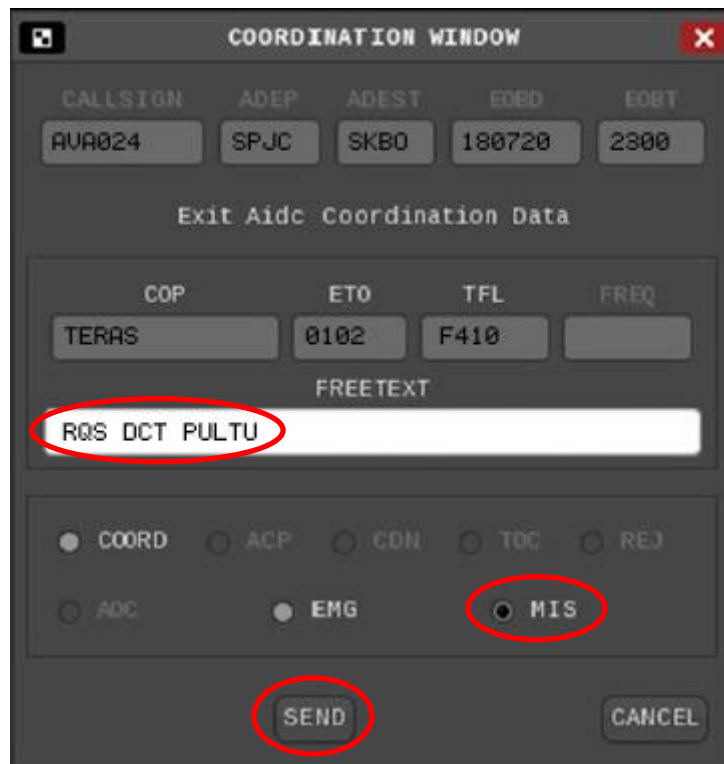 COORDINATION WINDOW
CALLSIGN ADEP ADEST EOBD EOBT
AVA024 SPJC SKBO 180720 2300
Exit Aidc Coordination Data
COP ETO TFL FREQ
TERAS 0102 F410
FREETEXT
RQS DCT PULTU
COORD ACP CDN TOC REJ
AOC EMG MIS
SEND CANCEL